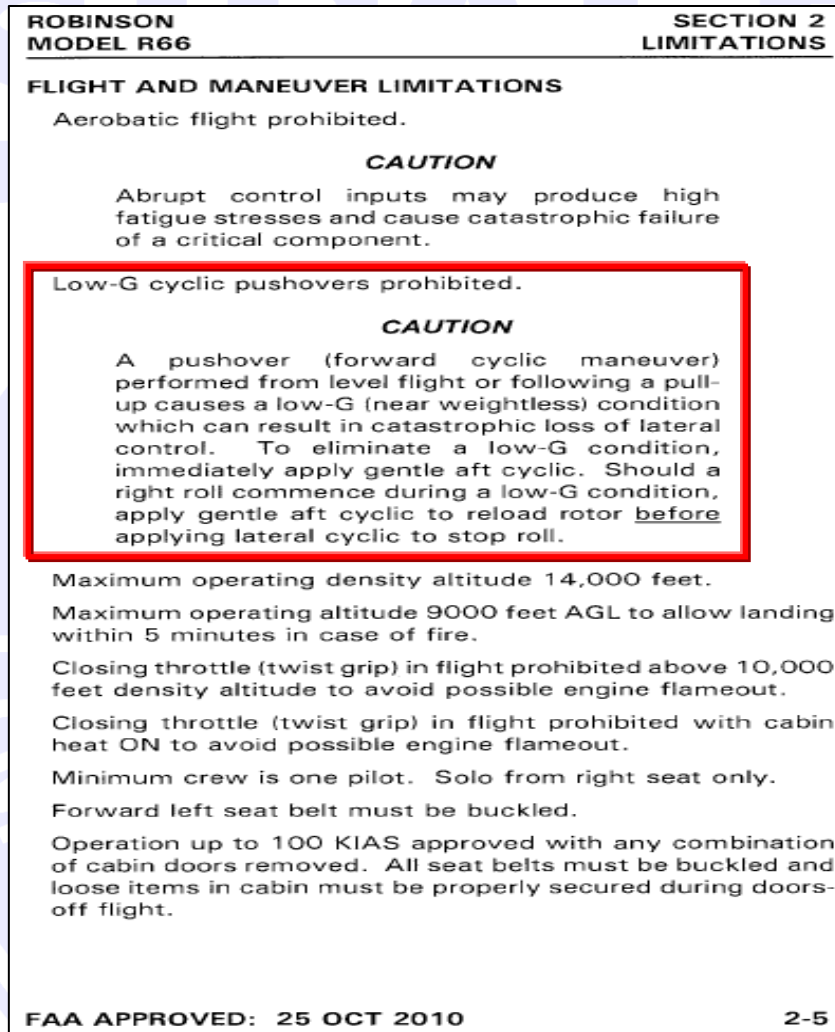 ROBINSON
MODEL R66
SECTION 2
LIMITATIONS
FLIGHT AND MANEUVER LIMITATIONS
Aerobatic flight prohibited.
CAUTION
Abrupt control inputs may produce high
fatigue stresses and cause catastrophic failure
of a critical component.
Low-G cyclic pushovers prohibited.
CAUTION
A pushover (forward cyclic maneuver)
performed from level flight or following a pull-
up causes a low-G (near weightless) condition
which can result in catastrophic loss of lateral
control. To eliminate a low-G condition,
immediately apply gentle aft cyclic. Should a
right roll commence during a low-G condition,
apply gentle aft cyclic to reload rotor before
applying lateral cyclic to stop roll.
Maximum operating density altitude 14,000 feet.
Maximum operating altitude 9000 feet AGL to allow landing
within 5 minutes in case of fire.
Closing throttle (twist grip) in flight prohibited above 10,000
feet density altitude to avoid possible engine flameout.
Closing throttle (twist grip) in flight prohibited with cabin
heat ON to avoid possible engine flameout.
Minimum crew is one pilot. Solo from right seat only.
Forward left seat belt must be buckled.
Operation up to 100 KIAS approved with any combination
of cabin doors removed. All seat belts must be buckled and
loose items in cabin must be properly secured during doors-
off flight.
FAA APPROVED: 25 OCT 2010
2-5